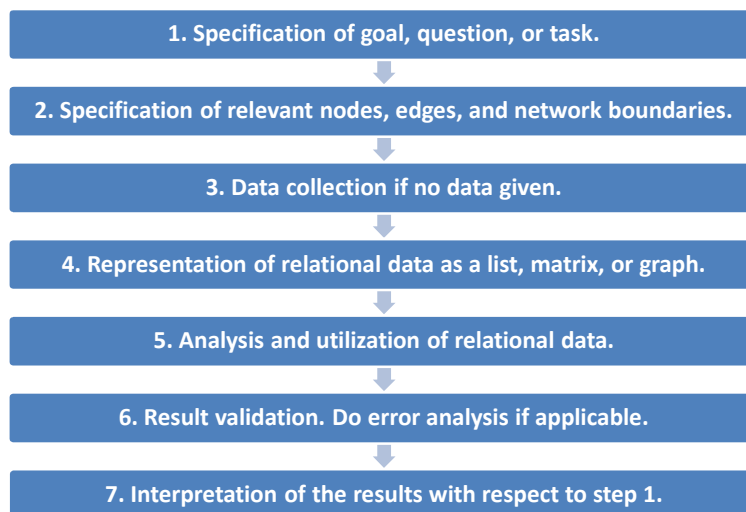 1. Specification of goal, question, or task.
2. Specification of relevant nodes, edges, and network boundaries.
3. Data collection if no data given.
4. Representation of relational data as a list, matrix, or graph.
5. Analysis and utilization of relational data.
6. Result validation. Do error analysis if applicable.
7. Interpretation of the results with respect to step 1.